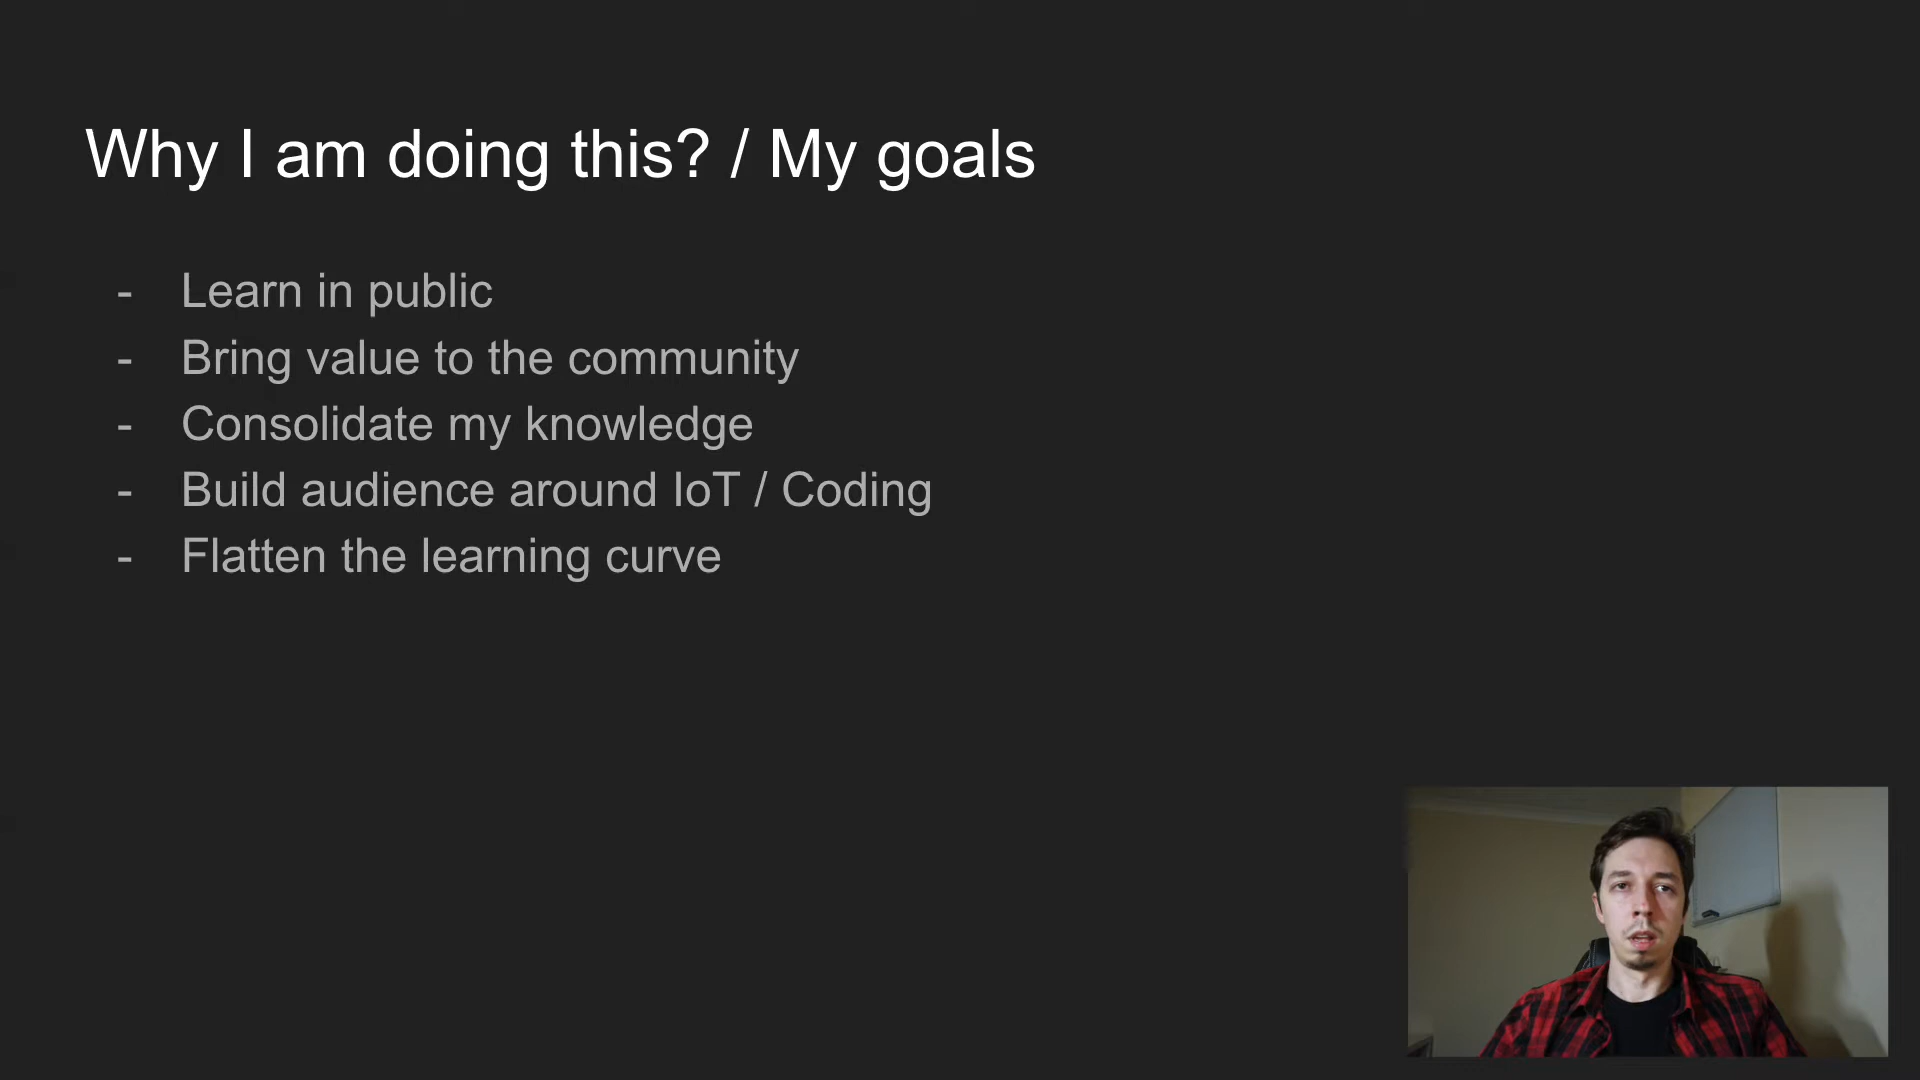 Why I am doing this? / My goals
- Learn in public
- Bring value to the community
- Consolidate my knowledge
- Build audience around IoT / Coding
- Flatten the learning curve